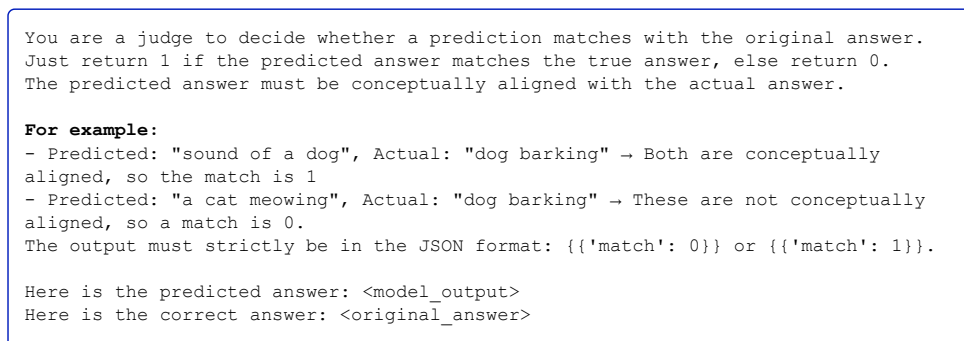 You are a judge to decide whether a prediction matches with the original answer.
Just return 1 if the predicted answer matches the true answer, else return 0.
The predicted answer must be conceptually aligned with the actual answer.
For example:
- Predicted: "sound of a dog", Actual: "dog barking" → Both are conceptually
aligned, so the match is 1
- Predicted: "a cat meowing", Actual: "dog barking" → These are not conceptually
aligned, so a match is 0.
The output must strictly be in the JSON format: {{'match': 0}} or {{'match': 1}}.
Here is the predicted answer: <model_output>
Here is the correct answer: <original_answer>